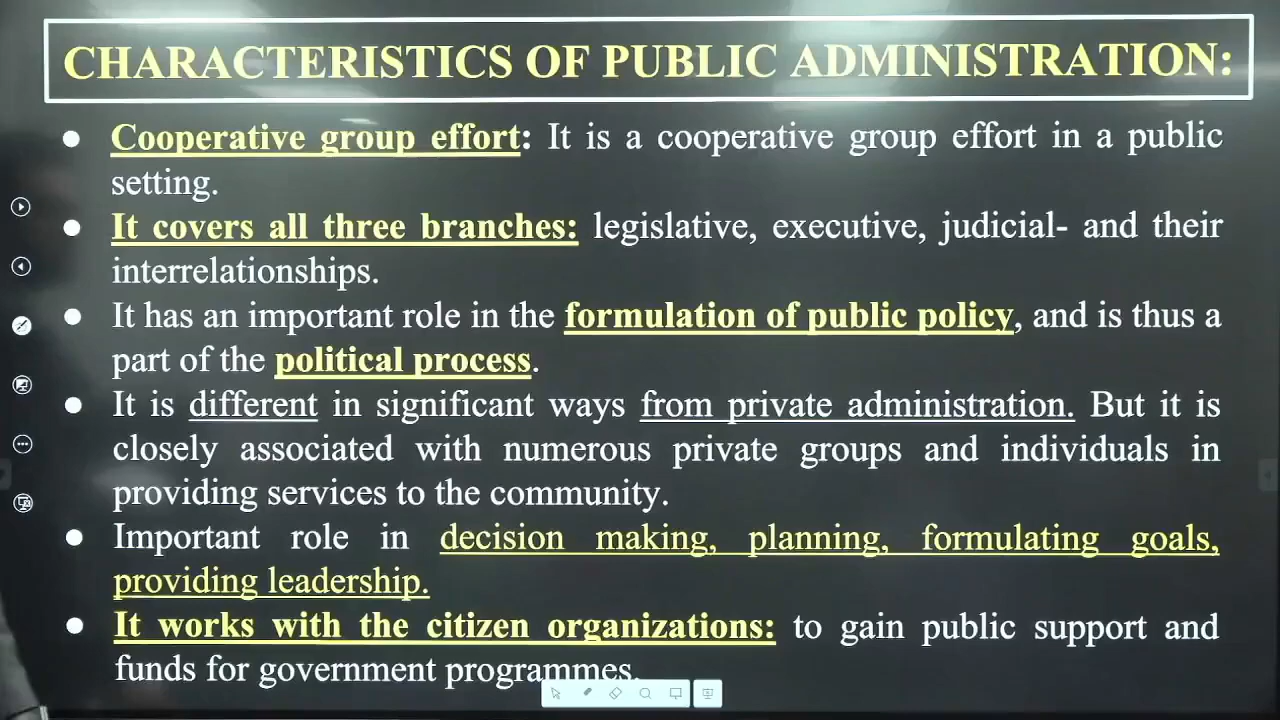 CHARACTERISTICS OF PUBLIC ADMINISTRATION:
● Cooperative group effort: It is a cooperative group effort in a public
setting.
● It covers all three branches: legislative, executive, judicial- and their
interrelationships.
● It has an important role in the formulation of public policy, and is thus a
part of the political process.
● It is different in significant ways from private administration. But it is
closely associated with numerous private groups and individuals in
providing services to the community.
● Important role in decision making, planning, formulating goals,
providing leadership.
● It works with the citizen organizations: to gain public support and
funds for government programmes.